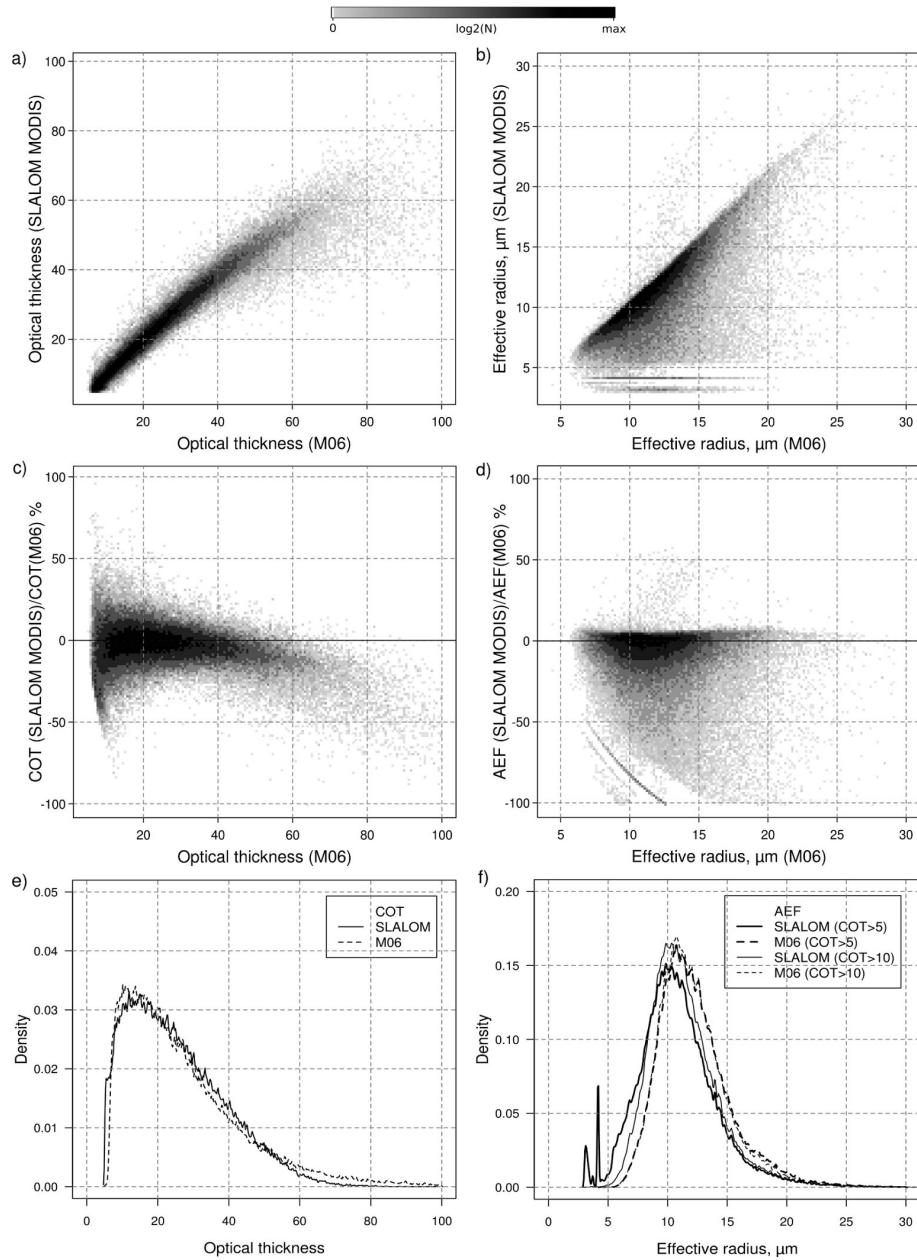 0 log2(N) max
a)
100
80
60
40
20
Optical thickness (SLALOM MODIS)
20 40 60 80 100
Optical thickness (M06)
b)
30
25
20
15
10
5
Effective radius, µm (SLALOM MODIS)
5 10 15 20 25 30
Effective radius, µm (M06)
c)
100
50
0
-50
-100
COT (SLALOM MODIS)/COT(M06) %
20 40 60 80 100
Optical thickness (M06)
d)
100
50
0
-50
-100
AEF (SLALOM MODIS)/AEF(M06) %
5 10 15 20 25 30
Effective radius, µm (M06)
e)
0.05
0.04
0.03
0.02
0.01
0.00
Density
COT
SLALOM
M06
0 20 40 60 80 100
Optical thickness
f)
0.20
0.15
0.10
0.05
0.00
Density
AEF
SLALOM (COT>5)
M06 (COT>5)
SLALOM (COT>10)
M06 (COT>10)
0 5 10 15 20 25 30
Effective radius, µm